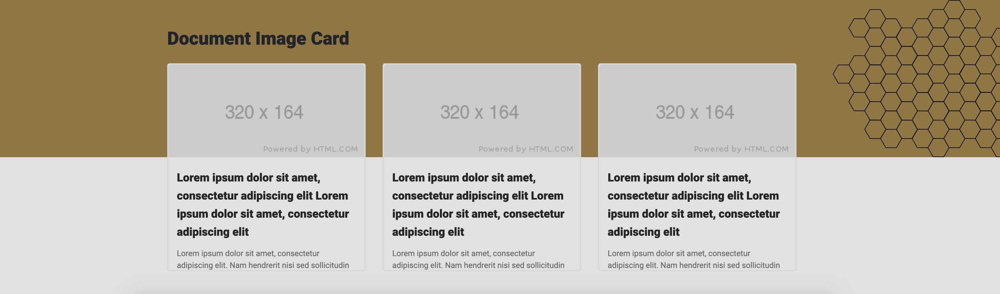 Document Image Card
320 x 164
Powered by HTML.COM
Lorem ipsum dolor sit amet,
consectetur adipiscing elit Lorem
ipsum dolor sit amet, consectetur
adipiscing elit
Lorem ipsum dolor sit amet, consectetur
adipiscing elit. Nam hendrerit nisi sed sollicitudin
320 x 164
Powered by HTML.COM
Lorem ipsum dolor sit amet,
consectetur adipiscing elit Lorem
ipsum dolor sit amet, consectetur
adipiscing elit
Lorem ipsum dolor sit amet, consectetur
adipiscing elit. Nam hendrerit nisi sed sollicitudin
320 x 164
Powered by HTML.COM
Lorem ipsum dolor sit amet,
consectetur adipiscing elit Lorem
ipsum dolor sit amet, consectetur
adipiscing elit
Lorem ipsum dolor sit amet, consectetur
adipiscing elit. Nam hendrerit nisi sed sollicitudin